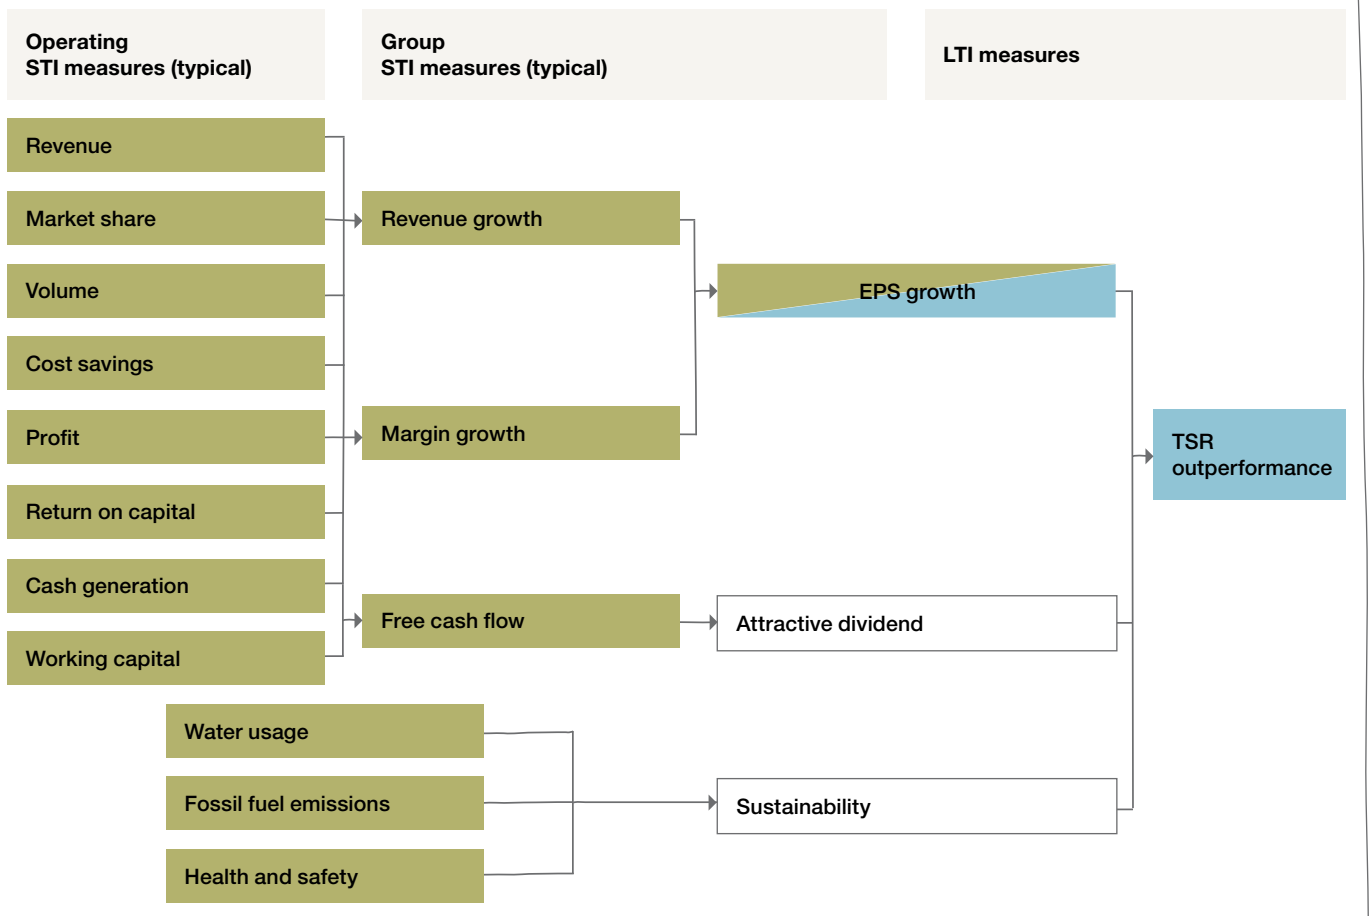 Operating
STI measures (typical)
Group
STI measures (typical)
LTI measures
Revenue
Market share
Volume
Cost savings
Profit
Return on capital
Cash generation
Working capital
Revenue growth
Margin growth
Free cash flow
EPS growth
Attractive dividend
TSR
outperformance
Water usage
Fossil fuel emissions
Health and safety
Sustainability